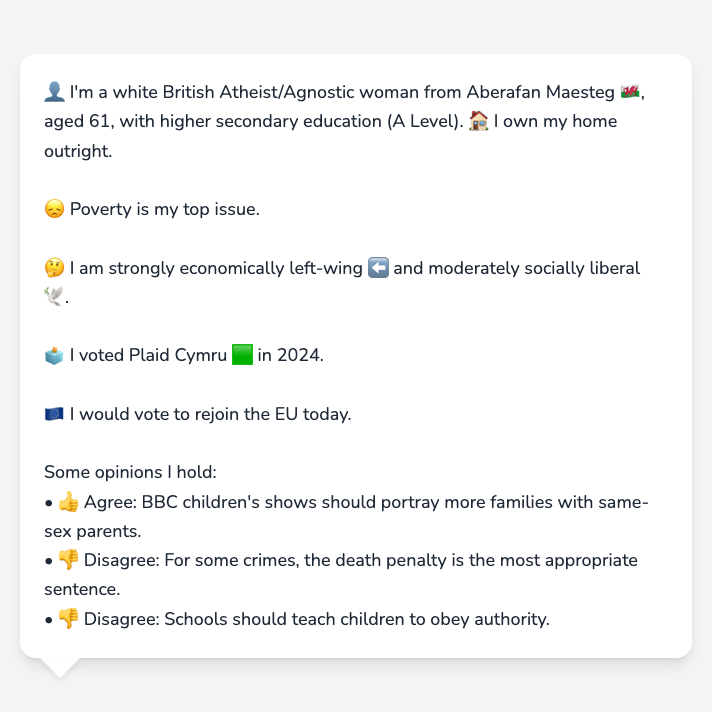 👤 I'm a white British Atheist/Agnostic woman from Aberafan Maesteg 🏴󠁧󠁢󠁷󠁬󠁳󠁿,
aged 61, with higher secondary education (A Level). 🏠 I own my home
outright.
😞 Poverty is my top issue.
🤔 I am strongly economically left-wing ⬅️ and moderately socially liberal
🕊️.
🗳️ I voted Plaid Cymru 🟩 in 2024.
🇪🇺 I would vote to rejoin the EU today.
Some opinions I hold:
• 👍 Agree: BBC children's shows should portray more families with same-
sex parents.
• 👎 Disagree: For some crimes, the death penalty is the most appropriate
sentence.
• 👎 Disagree: Schools should teach children to obey authority.